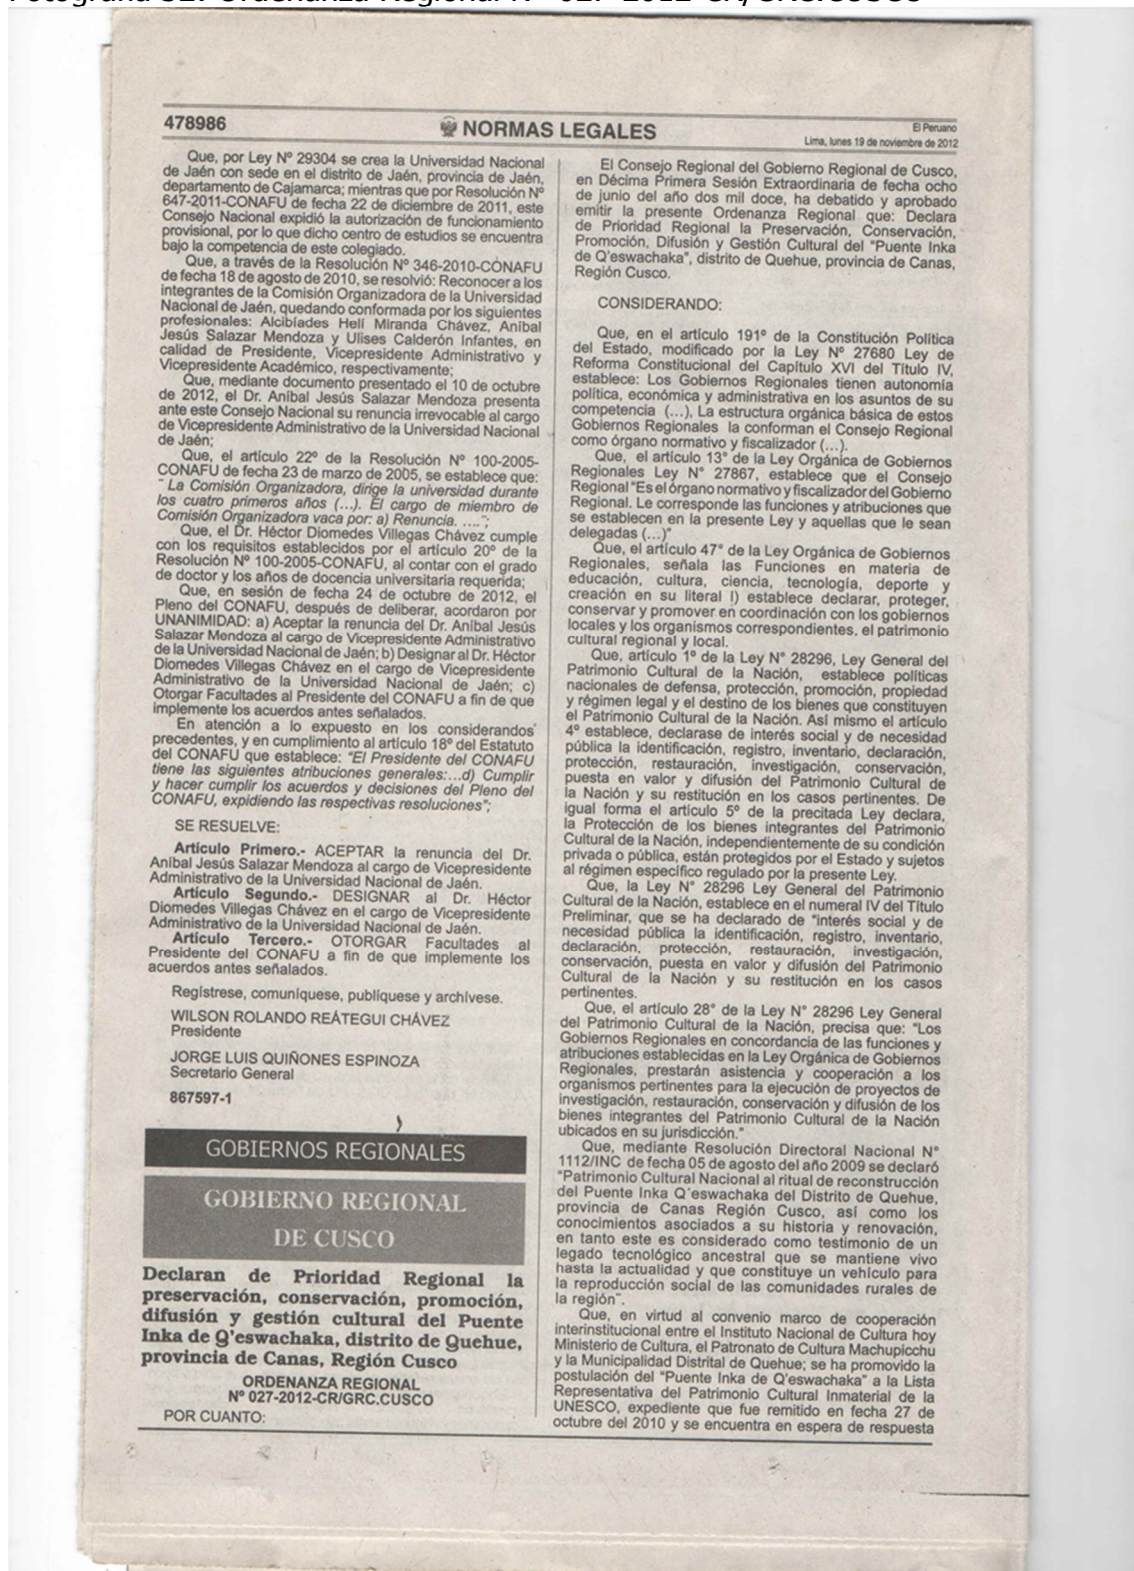 478986
NORMAS LEGALES
El Peruano
Lima, lunes 19 de noviembre de 2012
Que, por Ley Nº 29304 se crea la Universidad Nacional
de Jaén con sede en el distrito de Jaén, provincia de Jaén,
departamento de Cajamarca; mientras que por Resolución Nº
647-2011-CONAFU de fecha 22 de diciembre de 2011, este
Consejo Nacional expidió la autorización de funcionamiento
provisional, por lo que dicho centro de estudios se encuentra
bajo la competencia de este colegiado.
Que, a través de la Resolución Nº 346-2010-CONAFU
de fecha 18 de agosto de 2010, se resolvió: Reconocer a los
integrantes de la Comisión Organizadora de la Universidad
Nacional de Jaén, quedando conformada por los siguientes
profesionales: Alcibíades Helí Miranda Chávez, Aníbal
Jesús Salazar Mendoza y Ulises Calderón Infantes, en
calidad de Presidente, Vicepresidente Administrativo y
Vicepresidente Académico, respectivamente;
Que, mediante documento presentado el 10 de octubre
de 2012, el Dr. Aníbal Jesús Salazar Mendoza presenta
ante este Consejo Nacional su renuncia irrevocable al cargo
de Vicepresidente Administrativo de la Universidad Nacional
de Jaén;
Que, el artículo 22º de la Resolución Nº 100-2005-
CONAFU de fecha 23 de marzo de 2005, se establece que:
" La Comisión Organizadora, dirige la universidad durante
los cuatro primeros años (...). El cargo de miembro de
Comisión Organizadora vaca por: a) Renuncia. ....";
Que, el Dr. Héctor Diomedes Villegas Chávez cumple
con los requisitos establecidos por el artículo 20º de la
Resolución Nº 100-2005-CONAFU, al contar con el grado
de doctor y los años de docencia universitaria requerida;
Que, en sesión de fecha 24 de octubre de 2012, el
Pleno del CONAFU, después de deliberar, acordaron por
UNANIMIDAD: a) Aceptar la renuncia del Dr. Aníbal Jesús
Salazar Mendoza al cargo de Vicepresidente Administrativo
de la Universidad Nacional de Jaén; b) Designar al Dr. Héctor
Diomedes Villegas Chávez en el cargo de Vicepresidente
Administrativo de la Universidad Nacional de Jaén; c)
Otorgar Facultades al Presidente del CONAFU a fin de que
implemente los acuerdos antes señalados.
En atención a lo expuesto en los considerandos
precedentes, y en cumplimiento al artículo 18º del Estatuto
del CONAFU que establece: "El Presidente del CONAFU
tiene las siguientes atribuciones generales:...d) Cumplir
y hacer cumplir los acuerdos y decisiones del Pleno del
CONAFU, expidiendo las respectivas resoluciones";
SE RESUELVE:
Artículo Primero.- ACEPTAR la renuncia del Dr.
Aníbal Jesús Salazar Mendoza al cargo de Vicepresidente
Administrativo de la Universidad Nacional de Jaén.
Artículo Segundo.- DESIGNAR al Dr. Héctor
Diomedes Villegas Chávez en el cargo de Vicepresidente
Administrativo de la Universidad Nacional de Jaén.
Artículo Tercero.- OTORGAR Facultades al
Presidente del CONAFU a fin de que implemente los
acuerdos antes señalados.
Regístrese, comuníquese, publíquese y archívese.
WILSON ROLANDO REÁTEGUI CHÁVEZ
Presidente
JORGE LUIS QUIÑONES ESPINOZA
Secretario General
867597-1
GOBIERNOS REGIONALES
GOBIERNO REGIONAL
DE CUSCO
Declaran de Prioridad Regional la
preservación, conservación, promoción,
difusión y gestión cultural del Puente
Inka de Q'eswachaka, distrito de Quehue,
provincia de Canas, Región Cusco
ORDENANZA REGIONAL
Nº 027-2012-CR/GRC.CUSCO
POR CUANTO:
El Consejo Regional del Gobierno Regional de Cusco,
en Décima Primera Sesión Extraordinaria de fecha ocho
de junio del año dos mil doce, ha debatido y aprobado
emitir la presente Ordenanza Regional que: Declara
de Prioridad Regional la Preservación, Conservación,
Promoción, Difusión y Gestión Cultural del "Puente Inka
de Q'eswachaka", distrito de Quehue, provincia de Canas,
Región Cusco.
CONSIDERANDO:
Que, en el artículo 191º de la Constitución Política
del Estado, modificado por la Ley Nº 27680 Ley de
Reforma Constitucional del Capítulo XVI del Título IV,
establece: Los Gobiernos Regionales tienen autonomía
política, económica y administrativa en los asuntos de su
competencia (...), La estructura orgánica básica de estos
Gobiernos Regionales la conforman el Consejo Regional
como órgano normativo y fiscalizador (...).
Que, el artículo 13° de la Ley Orgánica de Gobiernos
Regionales Ley N° 27867, establece que el Consejo
Regional "Es el órgano normativo y fiscalizador del Gobierno
Regional. Le corresponde las funciones y atribuciones que
se establecen en la presente Ley y aquellas que le sean
delegadas (...)"
Que, el artículo 47° de la Ley Orgánica de Gobiernos
Regionales, señala las Funciones en materia de
educación, cultura, ciencia, tecnología, deporte y
creación en su literal l) establece declarar, proteger,
conservar y promover en coordinación con los gobiernos
locales y los organismos correspondientes, el patrimonio
cultural regional y local.
Que, artículo 1º de la Ley N° 28296, Ley General del
Patrimonio Cultural de la Nación, establece políticas
nacionales de defensa, protección, promoción, propiedad
y régimen legal y el destino de los bienes que constituyen
el Patrimonio Cultural de la Nación. Así mismo el artículo
4º establece, declarase de interés social y de necesidad
pública la identificación, registro, inventario, declaración,
protección, restauración, investigación, conservación,
puesta en valor y difusión del Patrimonio Cultural de
la Nación y su restitución en los casos pertinentes. De
igual forma el artículo 5º de la precitada Ley declara,
la Protección de los bienes integrantes del Patrimonio
Cultural de la Nación, independientemente de su condición
privada o pública, están protegidos por el Estado y sujetos
al régimen específico regulado por la presente Ley.
Que, la Ley N° 28296 Ley General del Patrimonio
Cultural de la Nación, establece en el numeral IV del Título
Preliminar, que se ha declarado de "interés social y de
necesidad pública la identificación, registro, inventario,
declaración, protección, restauración, investigación,
conservación, puesta en valor y difusión del Patrimonio
Cultural de la Nación y su restitución en los casos
pertinentes.
Que, el artículo 28° de la Ley N° 28296 Ley General
del Patrimonio Cultural de la Nación, precisa que: "Los
Gobiernos Regionales en concordancia de las funciones y
atribuciones establecidas en la Ley Orgánica de Gobiernos
Regionales, prestarán asistencia y cooperación a los
organismos pertinentes para la ejecución de proyectos de
investigación, restauración, conservación y difusión de los
bienes integrantes del Patrimonio Cultural de la Nación
ubicados en su jurisdicción."
Que, mediante Resolución Directoral Nacional N°
1112/INC de fecha 05 de agosto del año 2009 se declaró
"Patrimonio Cultural Nacional al ritual de reconstrucción
del Puente Inka Q'eswachaka del Distrito de Quehue,
provincia de Canas Región Cusco, así como los
conocimientos asociados a su historia y renovación,
en tanto este es considerado como testimonio de un
legado tecnológico ancestral que se mantiene vivo
hasta la actualidad y que constituye un vehículo para
la reproducción social de las comunidades rurales de
la región".
Que, en virtud al convenio marco de cooperación
interinstitucional entre el Instituto Nacional de Cultura hoy
Ministerio de Cultura, el Patronato de Cultura Machupicchu
y la Municipalidad Distrital de Quehue; se ha promovido la
postulación del "Puente Inka de Q'eswachaka" a la Lista
Representativa del Patrimonio Cultural Inmaterial de la
UNESCO, expediente que fue remitido en fecha 27 de
octubre del 2010 y se encuentra en espera de respuesta